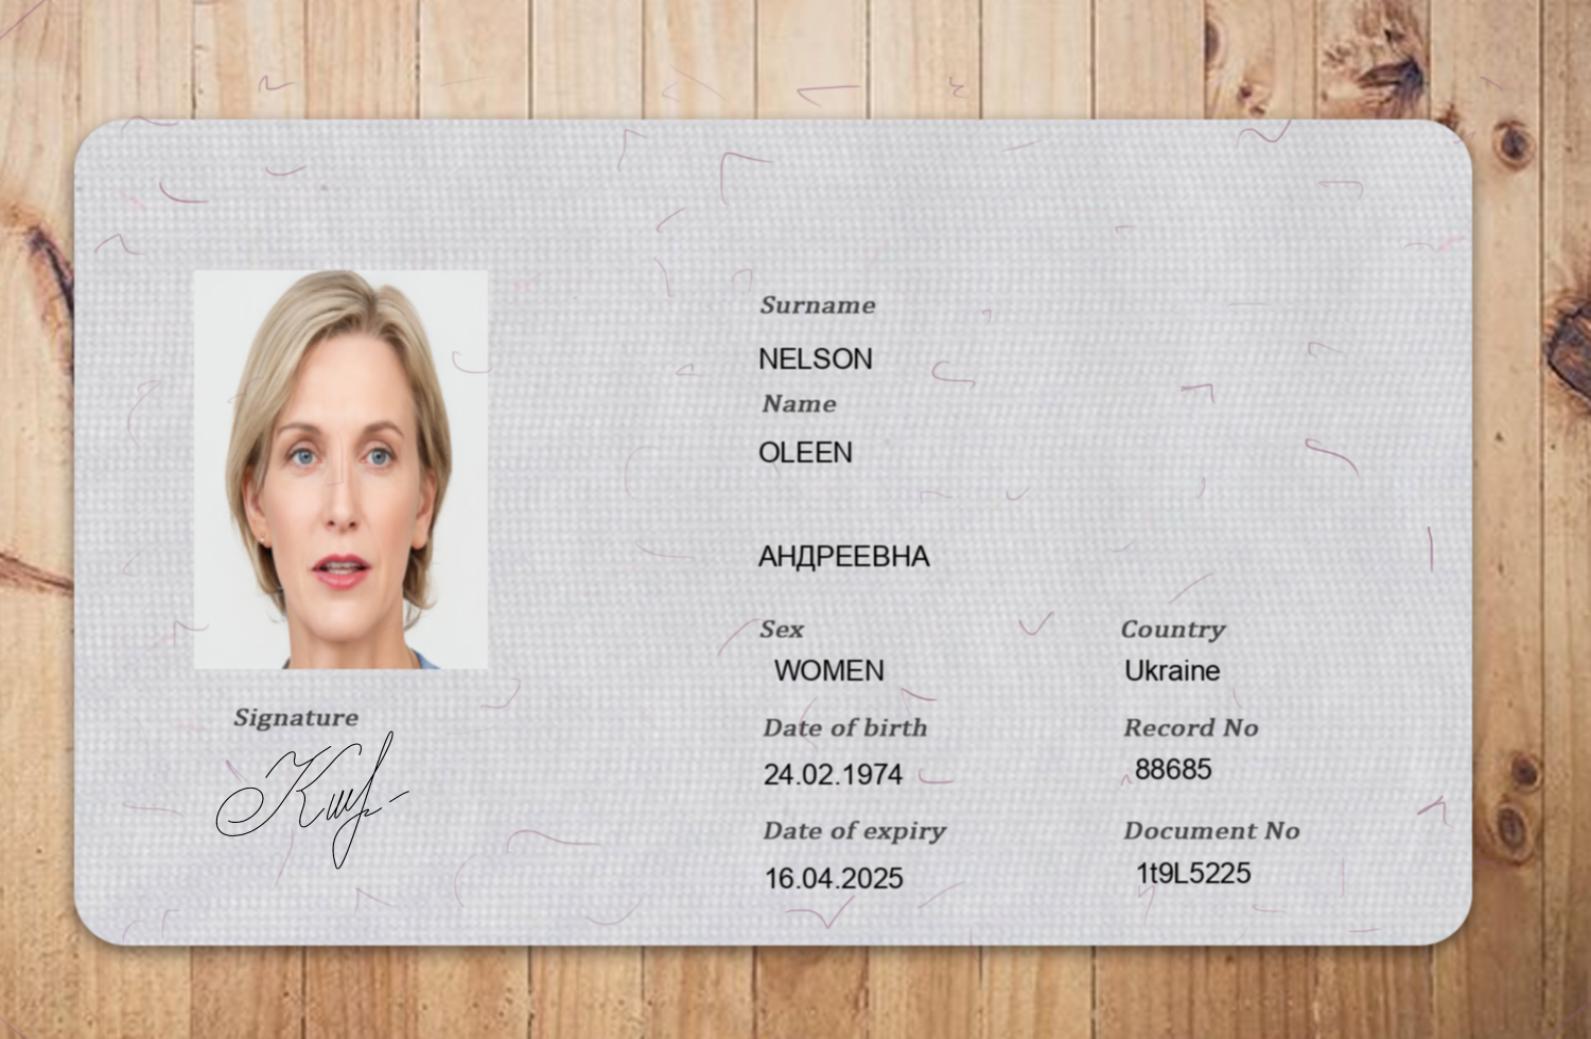 Surname
NELSON
Name
OLEEN
АНДРЕЕВНА
Sex
WOMEN
Country
Ukraine
Date of birth
24.02.1974
Record No
88685
Date of expiry
16.04.2025
Document No
1t9L5225
Signature